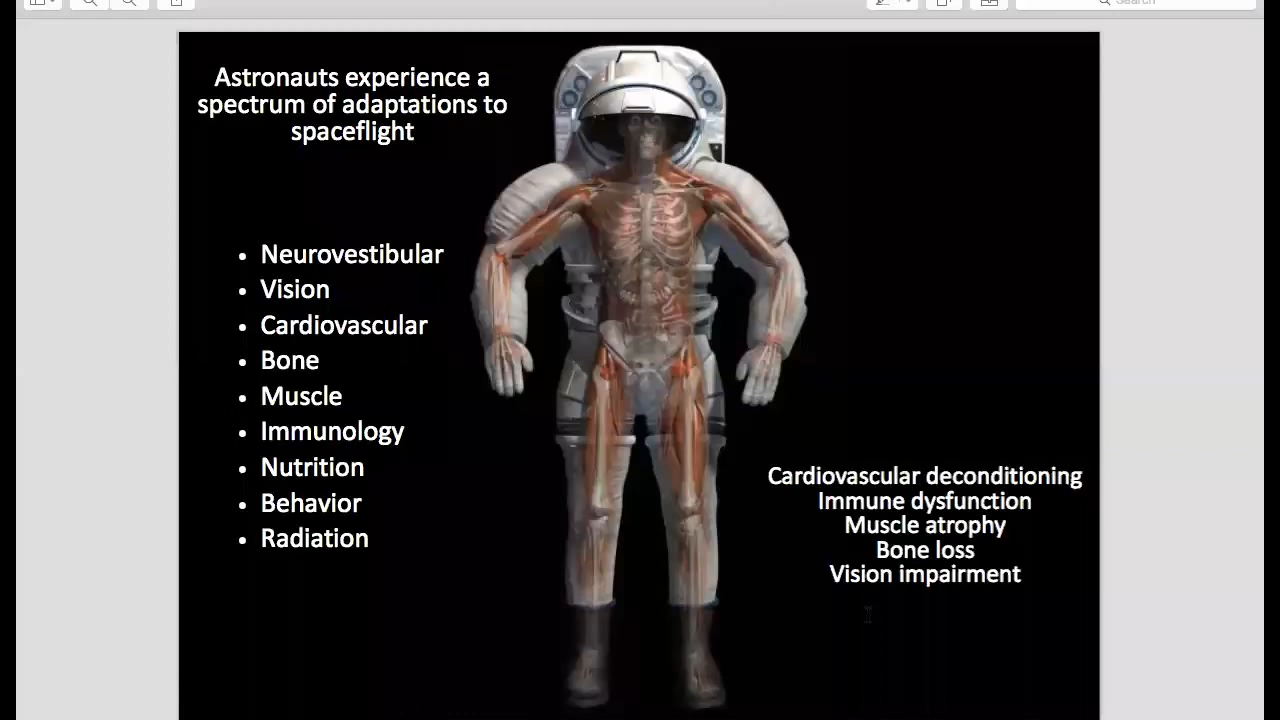 Search
Astronauts experience a
spectrum of adaptations to
spaceflight
• Neurovestibular
• Vision
• Cardiovascular
• Bone
• Muscle
• Immunology
• Nutrition
• Behavior
• Radiation
Cardiovascular deconditioning
Immune dysfunction
Muscle atrophy
Bone loss
Vision impairment